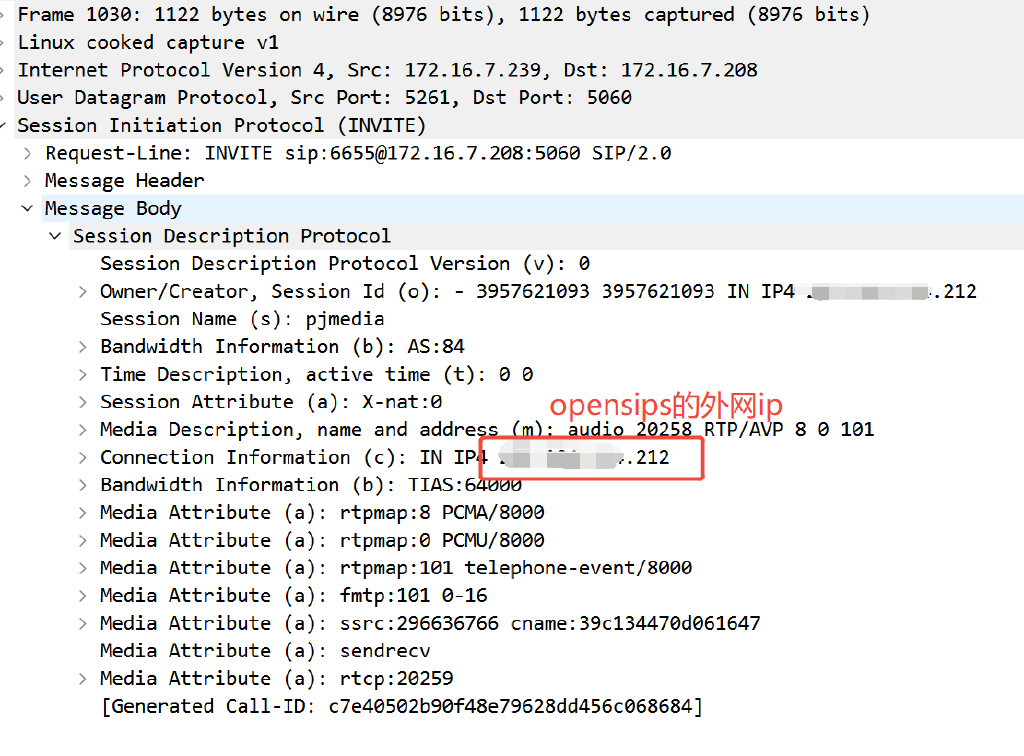 Frame 1030: 1122 bytes on wire (8976 bits), 1122 bytes captured (8976 bits)
Linux cooked capture v1
Internet Protocol Version 4, Src: 172.16.7.239, Dst: 172.16.7.208
User Datagram Protocol, Src Port: 5261, Dst Port: 5060
Session Initiation Protocol (INVITE)
Request-Line: INVITE sip:6655@172.16.7.208:5060 SIP/2.0
Message Header
Message Body
Session Description Protocol
Session Description Protocol Version (v): 0
Owner/Creator, Session Id (o): - 3957621093 3957621093 IN IP4 .212
Session Name (s): pjmedia
Bandwidth Information (b): AS:84
Time Description, active time (t): 0 0
Session Attribute (a): X-nat:0
opensips的外网ip
Media Description, name and address (m): audio 20258 RTP/AVP 8 0 101
Connection Information (c): IN IP4 .212
Bandwidth Information (b): TIAS:64000
Media Attribute (a): rtpmap:8 PCMA/8000
Media Attribute (a): rtpmap:0 PCMU/8000
Media Attribute (a): rtpmap:101 telephone-event/8000
Media Attribute (a): fmtp:101 0-16
Media Attribute (a): ssrc:296636766 cname:39c134470d061647
Media Attribute (a): sendrecv
Media Attribute (a): rtcp:20259
[Generated Call-ID: c7e40502b90f48e79628dd456c068684]